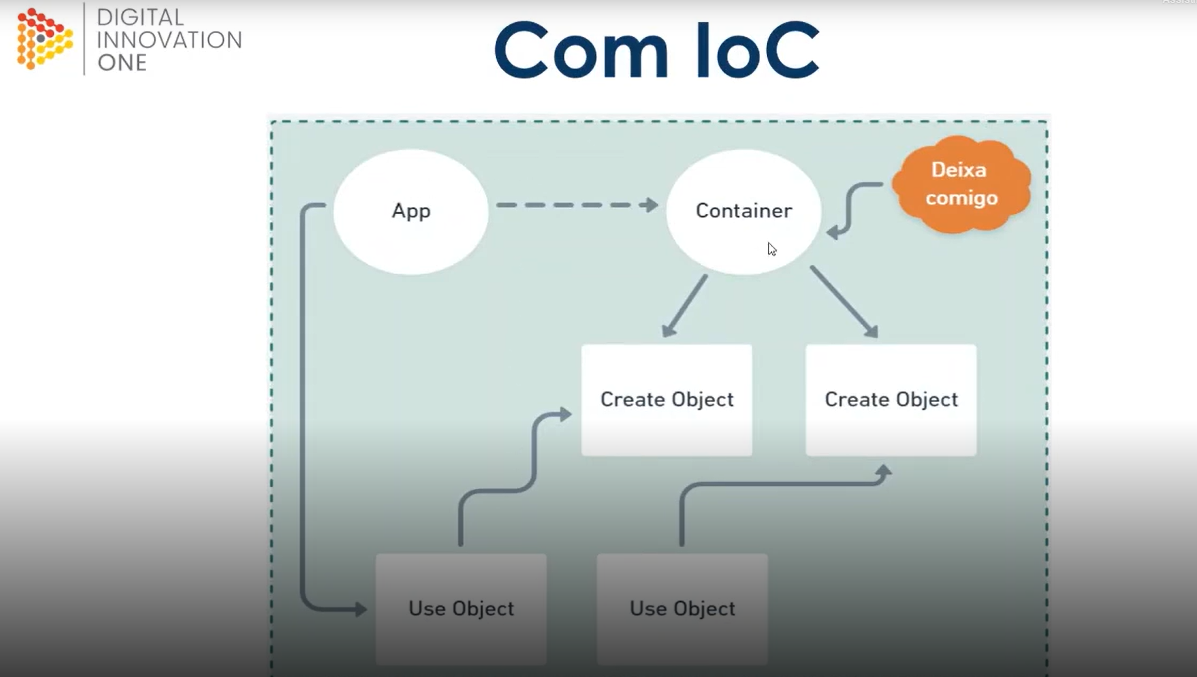 DIGITAL
INNOVATION
ONE
Com IoC
App
Container
Deixa
comigo
Create Object
Create Object
Use Object
Use Object